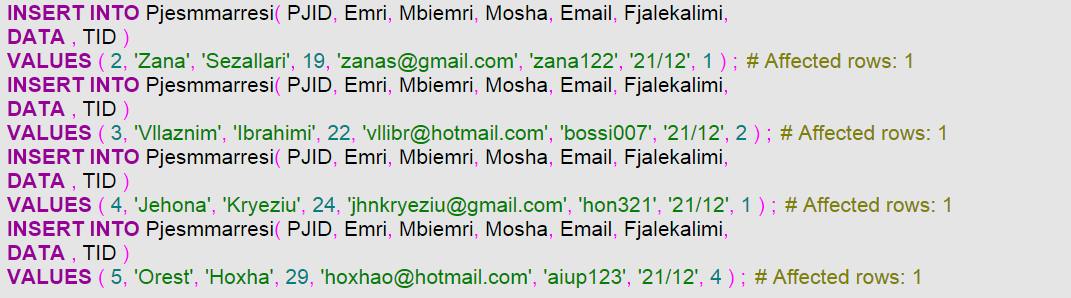 INSERT INTO Pjesmmarresi( PJID, Emri, Mbiemri, Mosha, Email, Fjalekalimi,
DATA , TID )
VALUES ( 2, 'Zana', 'Sezallari', 19, 'zanas@gmail.com', 'zana122', '21/12', 1 ) ; # Affected rows: 1
INSERT INTO Pjesmmarresi( PJID, Emri, Mbiemri, Mosha, Email, Fjalekalimi,
DATA , TID )
VALUES ( 3, 'Vllaznim', 'Ibrahimi', 22, 'vllibr@hotmail.com', 'bossi007', '21/12', 2 ) ; # Affected rows: 1
INSERT INTO Pjesmmarresi( PJID, Emri, Mbiemri, Mosha, Email, Fjalekalimi,
DATA , TID )
VALUES ( 4, 'Jehona', 'Kryeziu', 24, 'jhnkryeziu@gmail.com', 'hon321', '21/12', 1 ) ; # Affected rows: 1
INSERT INTO Pjesmmarresi( PJID, Emri, Mbiemri, Mosha, Email, Fjalekalimi,
DATA , TID )
VALUES ( 5, 'Orest', 'Hoxha', 29, 'hoxhao@hotmail.com', 'aiup123', '21/12', 4 ) ; # Affected rows: 1